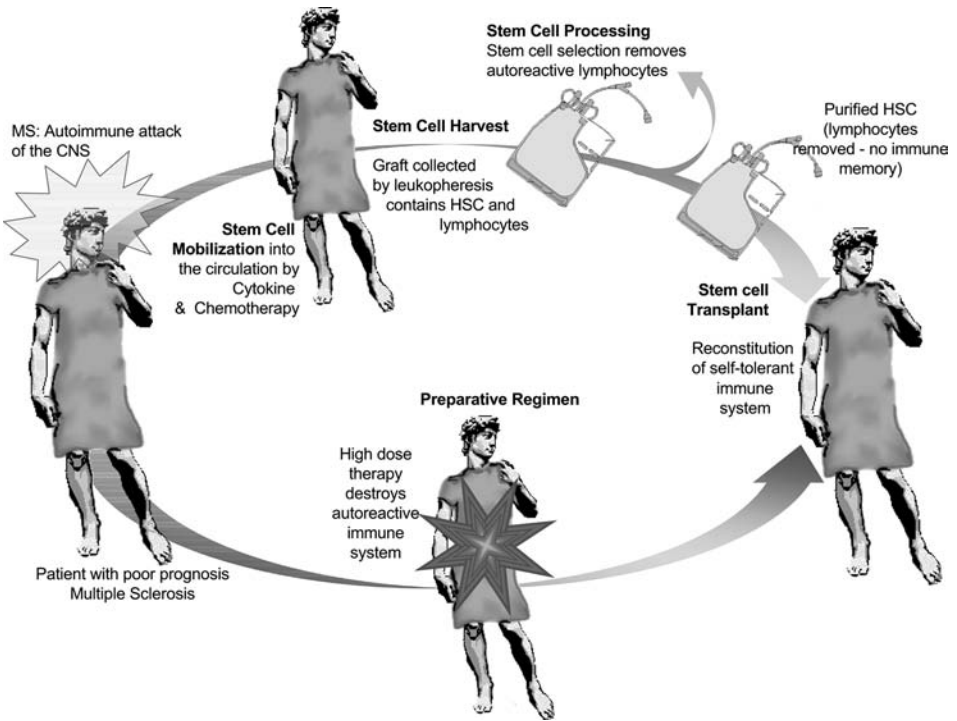 MS: Autoimmune attack
of the CNS
Patient with poor prognosis
Multiple Sclerosis
Stem Cell
Mobilization into
the circulation by
Cytokine
& Chemotherapy
Stem Cell Harvest
Graft collected
by leukopheresis
contains HSC and
lymphocytes
Stem Cell Processing
Stem cell selection removes
autoreactive lymphocytes
Purified HSC
(lymphocytes
removed - no immune
memory)
Stem cell
Transplant
Reconstitution
of self-tolerant
immune
system
Preparative Regimen
High dose
therapy
destroys
autoreactive
immune
system